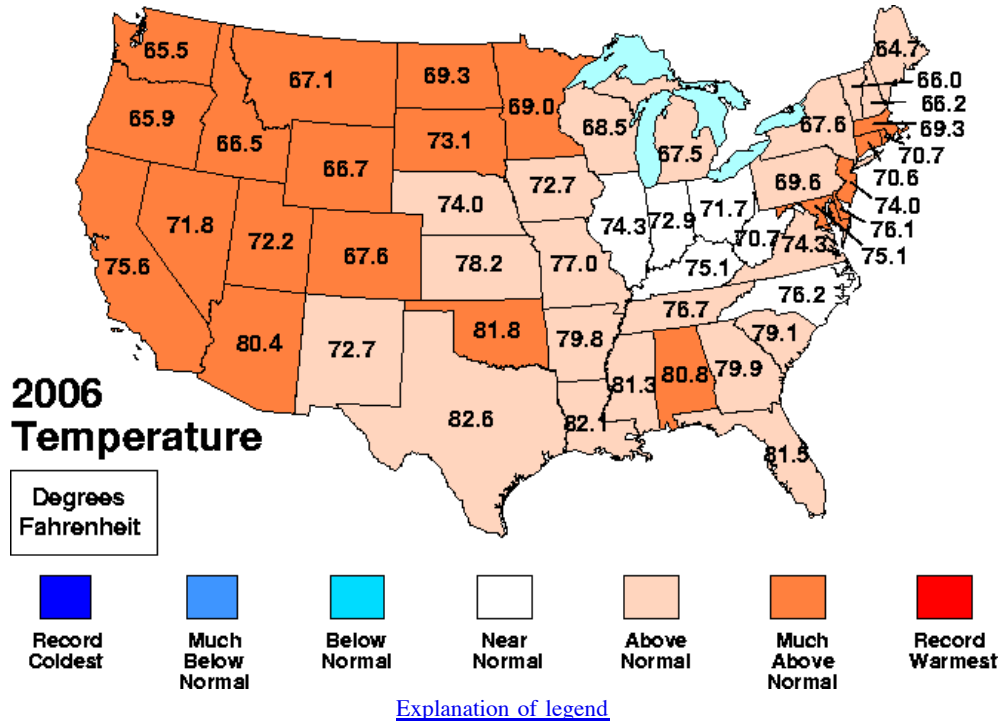 65.5
67.1
69.3
69.0
64.7
66.0
66.2
69.3
70.7
70.6
74.0
76.1
75.1
65.9
66.5
66.7
73.1
68.5
67.5
67.6
69.6
71.8
72.2
67.6
74.0
72.7
74.3
72.9
71.7
70.7
74.3
75.6
78.2
77.0
75.1
76.2
80.4
72.7
81.8
79.8
76.7
79.1
82.6
82.1
81.3
80.8
79.9
81.5
2006
Temperature
Degrees
Fahrenheit
Record
Coldest
Much
Below
Normal
Below
Normal
Near
Normal
Above
Normal
Much
Above
Normal
Record
Warmest
Explanation of legend